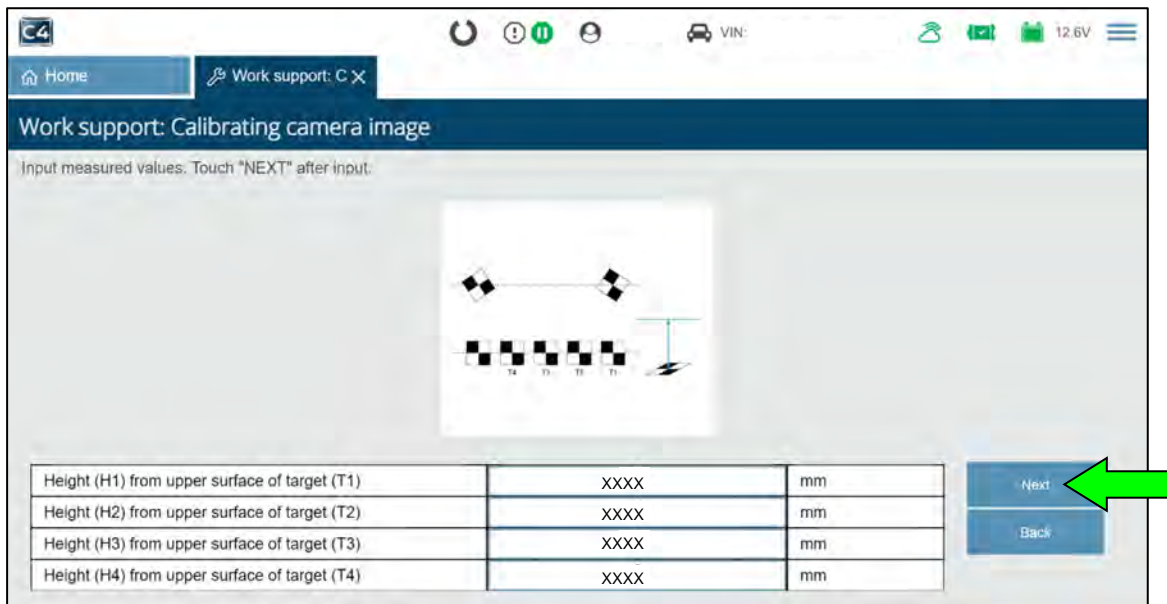 C4
VIN:
12.6V
Home
Work support: C X
Work support: Calibrating camera image
Input measured values. Touch "NEXT" after input.
T4 T3 T2 T1
Height (H1) from upper surface of target (T1) XXXX mm
Height (H2) from upper surface of target (T2) XXXX mm
Height (H3) from upper surface of target (T3) XXXX mm
Height (H4) from upper surface of target (T4) XXXX mm
Next
Back